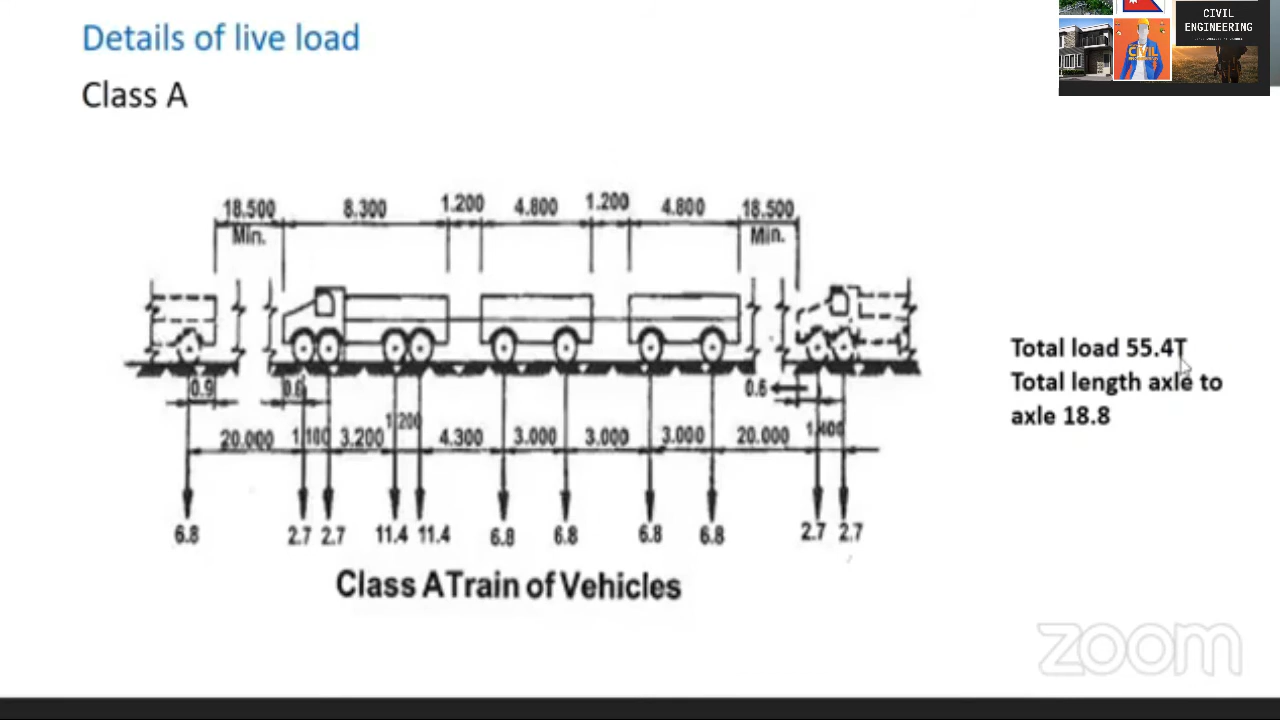 Details of live load
Class A
CIVIL
ENGINEERING
CIVIL
18.500 8.300 1.200 4.800 1.200 4.800 18.500
Min. Min.
Total load 55.4T
Total length axle to
axle 18.8
0.9 0.6 0.6
20.000 1.100 3.200 1.200 4.300 3.000 3.000 3.000 20.000
6.8 2.7 2.7 11.4 11.4 6.8 6.8 6.8 6.8 2.7 2.7
Class A Train of Vehicles
zoom